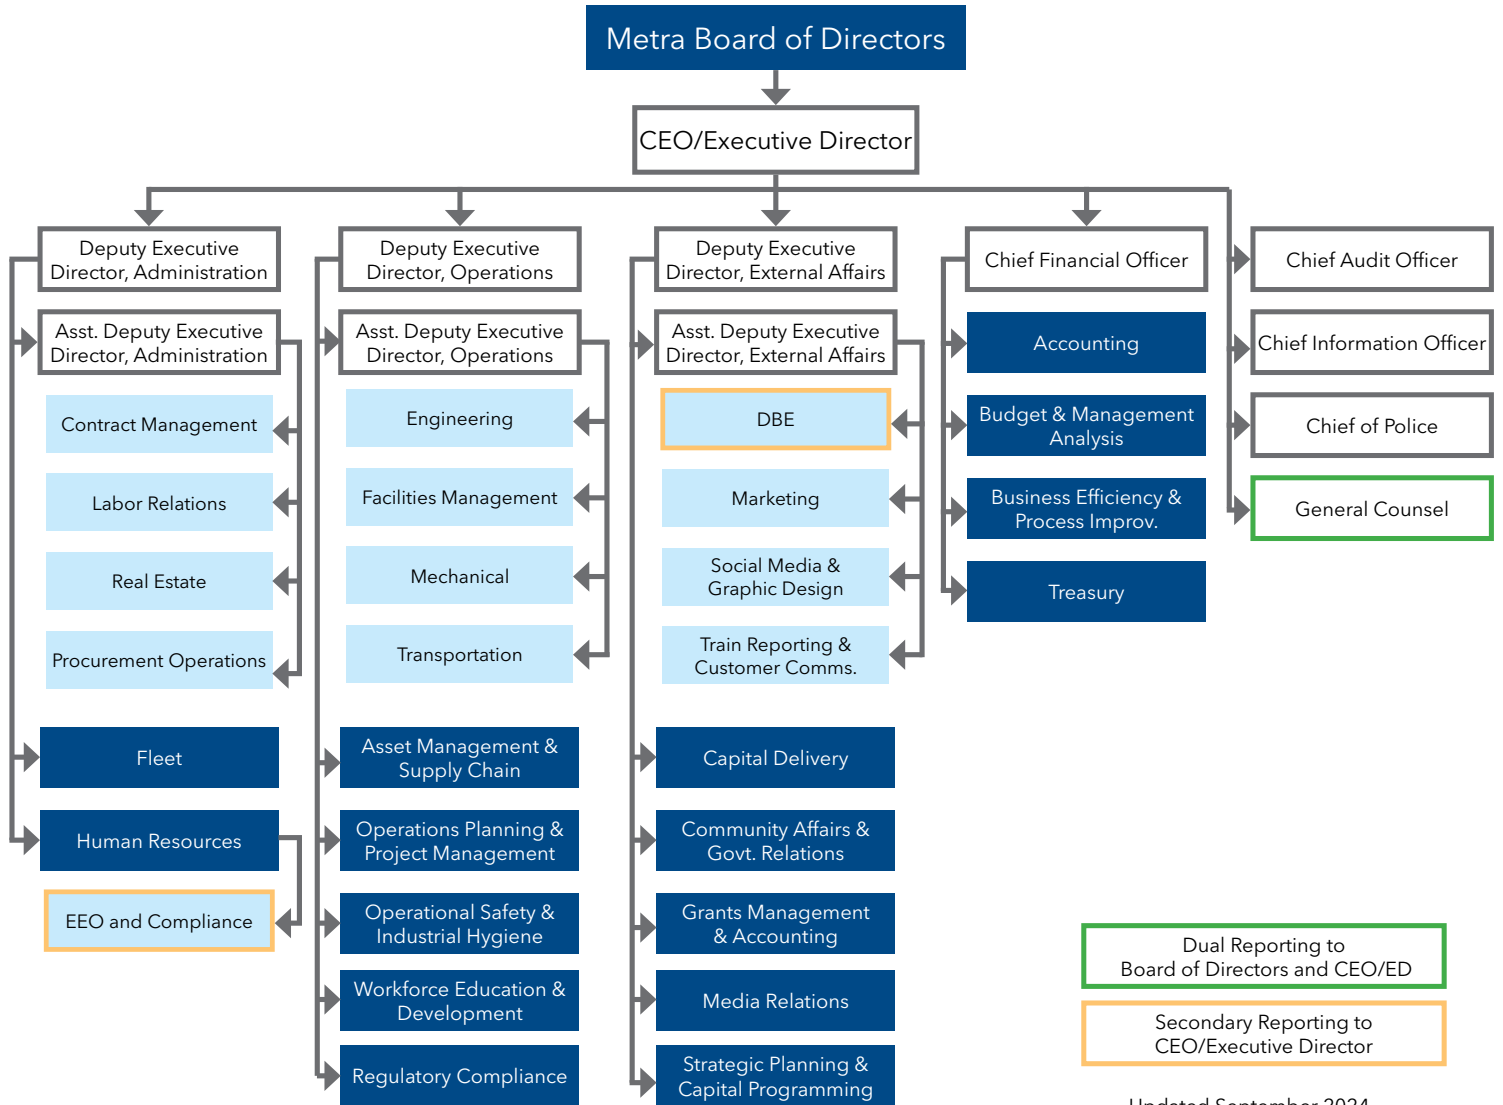 Metra Board of Directors
CEO/Executive Director
Deputy Executive
Director, Administration
Asst. Deputy Executive
Director, Administration
Contract Management
Labor Relations
Real Estate
Procurement Operations
Fleet
Human Resources
EEO and Compliance
Deputy Executive
Director, Operations
Asst. Deputy Executive
Director, Operations
Engineering
Facilities Management
Mechanical
Transportation
Asset Management &
Supply Chain
Operations Planning &
Project Management
Operational Safety &
Industrial Hygiene
Workforce Education &
Development
Regulatory Compliance
Deputy Executive
Director, External Affairs
Asst. Deputy Executive
Director, External Affairs
DBE
Marketing
Social Media &
Graphic Design
Train Reporting &
Customer Comms.
Capital Delivery
Community Affairs &
Govt. Relations
Grants Management
& Accounting
Media Relations
Strategic Planning &
Capital Programming
Chief Financial Officer
Accounting
Budget & Management
Analysis
Business Efficiency &
Process Improv.
Treasury
Chief Audit Officer
Chief Information Officer
Chief of Police
General Counsel
Dual Reporting to
Board of Directors and CEO/ED
Secondary Reporting to
CEO/Executive Director
Updated September 2024